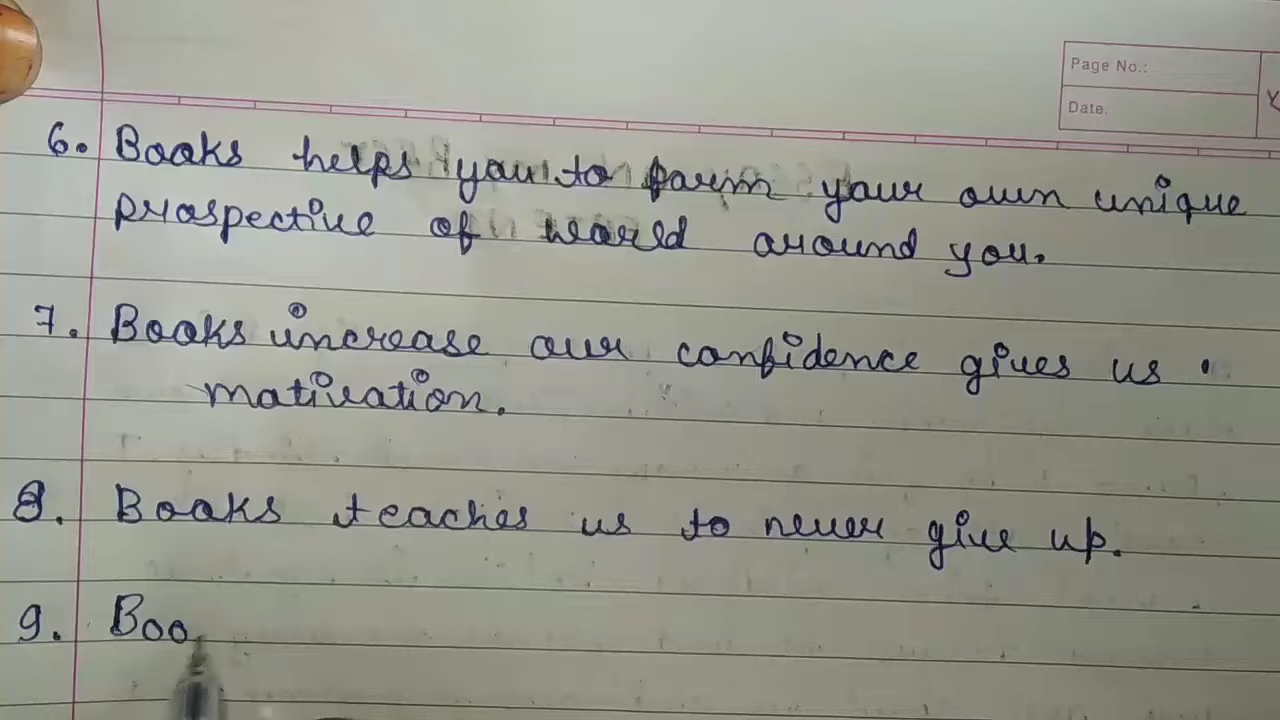 Page No.:
Date.
6. Books helps you to form your own unique
prospective of world around you.
7. Books increase our confidence gives us
motivation.
8. Books teaches us to never give up.
9. Boo